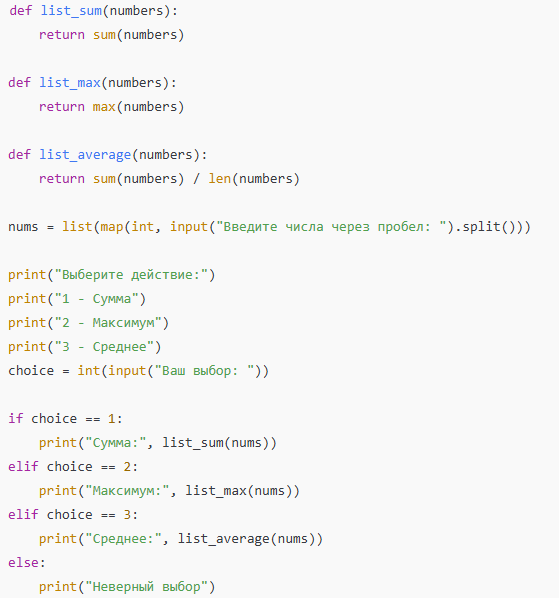 def list_sum(numbers):
    return sum(numbers)

def list_max(numbers):
    return max(numbers)

def list_average(numbers):
    return sum(numbers) / len(numbers)

nums = list(map(int, input("Введите числа через пробел: ").split()))

print("Выберите действие:")
print("1 - Сумма")
print("2 - Максимум")
print("3 - Среднее")
choice = int(input("Ваш выбор: "))

if choice == 1:
    print("Сумма:", list_sum(nums))
elif choice == 2:
    print("Максимум:", list_max(nums))
elif choice == 3:
    print("Среднее:", list_average(nums))
else:
    print("Неверный выбор")